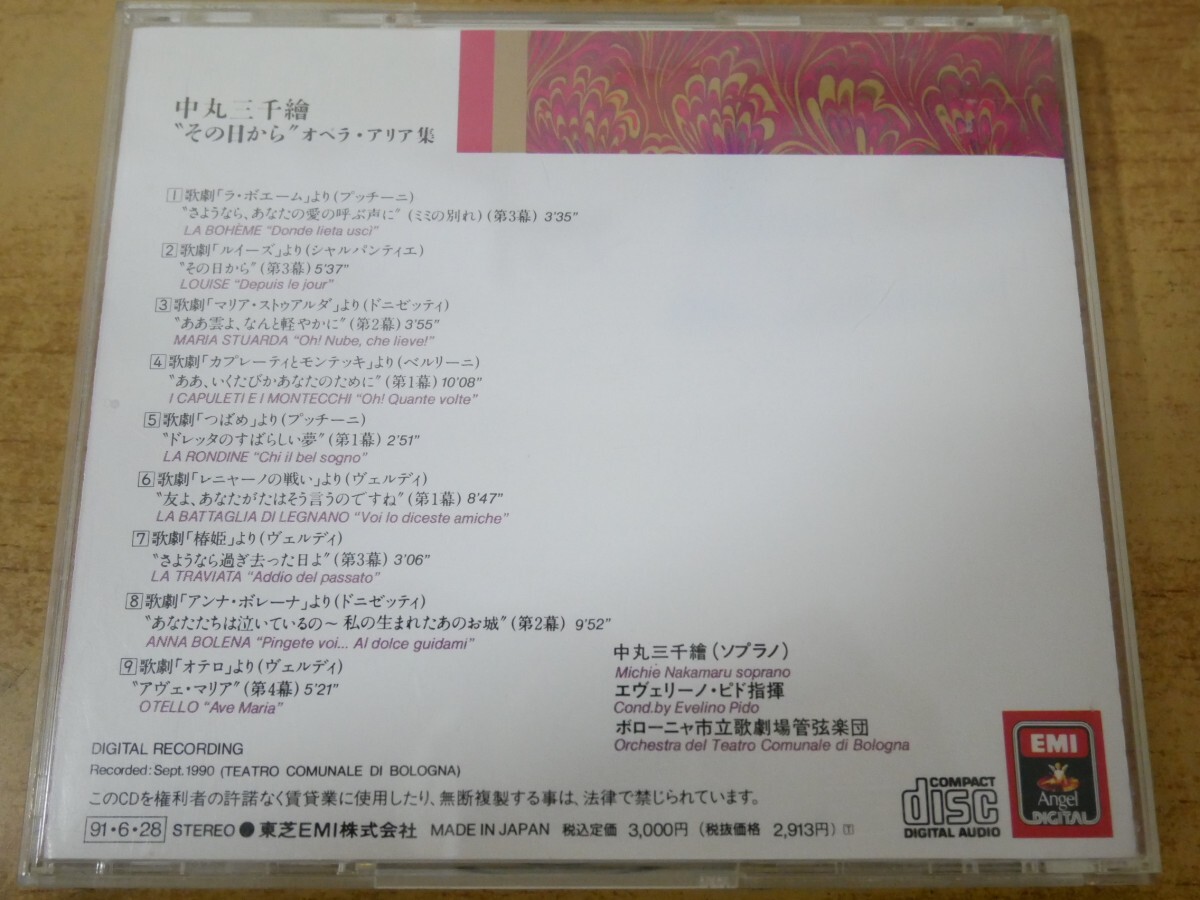 中丸三千繪
〝その日から〟オペラ・アリア集
1 歌劇「ラ・ボエーム」より(プッチーニ)
〝さようなら、あなたの愛の呼ぶ声に〟(ミミの別れ)(第3幕) 3'35"
LA BOHÈME “Donde lieta uscì”
2 歌劇「ルイーズ」より(シャルパンティエ)
〝その日から〟(第3幕) 5'37"
LOUISE “Depuis le jour”
3 歌劇「マリア・ストゥアルダ」より(ドニゼッティ)
〝ああ雲よ、なんと軽やかに〟(第2幕) 3'55"
MARIA STUARDA “Oh! Nube, che lieve!”
4 歌劇「カプレーティとモンテッキ」より(ベルリーニ)
〝ああ、いくたびかあなたのために〟(第1幕) 10'08"
I CAPULETI E I MONTECCHI “Oh! Quante volte”
5 歌劇「つばめ」より(プッチーニ)
〝ドレッタのすばらしい夢〟(第1幕) 2'51"
LA RONDINE “Chi il bel sogno”
6 歌劇「レニャーノの戦い」より(ヴェルディ)
〝友よ、あなたがたはそう言うのですね〟(第1幕) 8'47"
LA BATTAGLIA DI LEGNANO “Voi lo diceste amiche”
7 歌劇「椿姫」より(ヴェルディ)
〝さようなら過ぎ去った日よ〟(第3幕) 3'06"
LA TRAVIATA “Addio del passato”
8 歌劇「アンナ・ボレーナ」より(ドニゼッティ)
〝あなたたちは泣いているの～私の生まれたあのお城〟(第2幕) 9'52"
ANNA BOLENA “Pingete voi... Al dolce guidami”
9 歌劇「オテロ」より(ヴェルディ)
〝アヴェ・マリア〟(第4幕) 5'21"
OTELLO “Ave Maria”
中丸三千繪(ソプラノ)
Michie Nakamaru soprano
エヴェリーノ・ピド指揮
Cond.by Evelino Pido
ボローニャ市立歌劇場管弦楽団
Orchestra del Teatro Comunale di Bologna
DIGITAL RECORDING
Recorded: Sept. 1990 (TEATRO COMUNALE DI BOLOGNA)
このCDを権利者の許諾なく賃貸業に使用したり、無断複製する事は、法律で禁じられています。
91・6・28 STEREO ● 東芝EMI株式会社 MADE IN JAPAN 税込定価 3,000円 (税抜価格 2,913円) ①
COMPACT
disc
DIGITAL AUDIO
EMI
Angel
DIGITAL